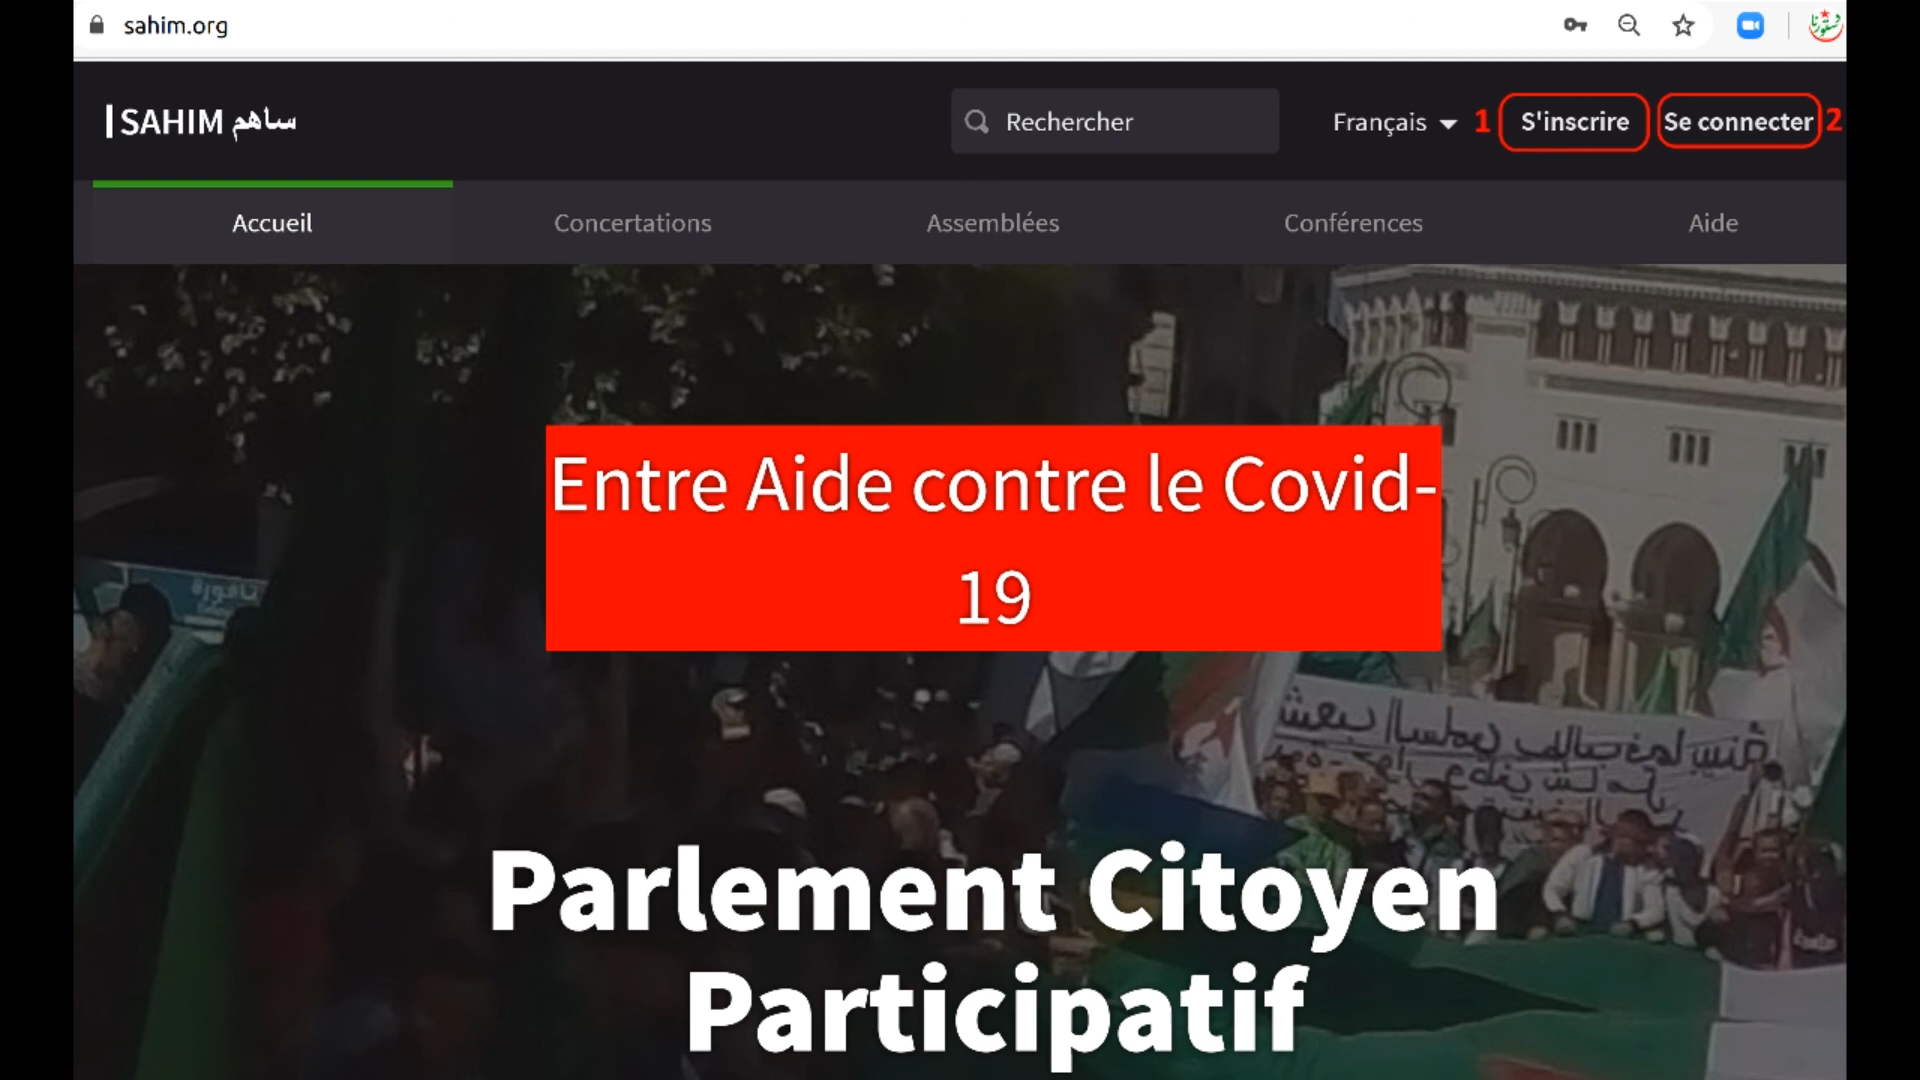 sahim.org
SAHIM ساهم
Rechercher
Français
1 S'inscrire Se connecter 2
Accueil Concertations Assemblées Conférences Aide
Entre Aide contre le Covid-
19
Parlement Citoyen
Participatif